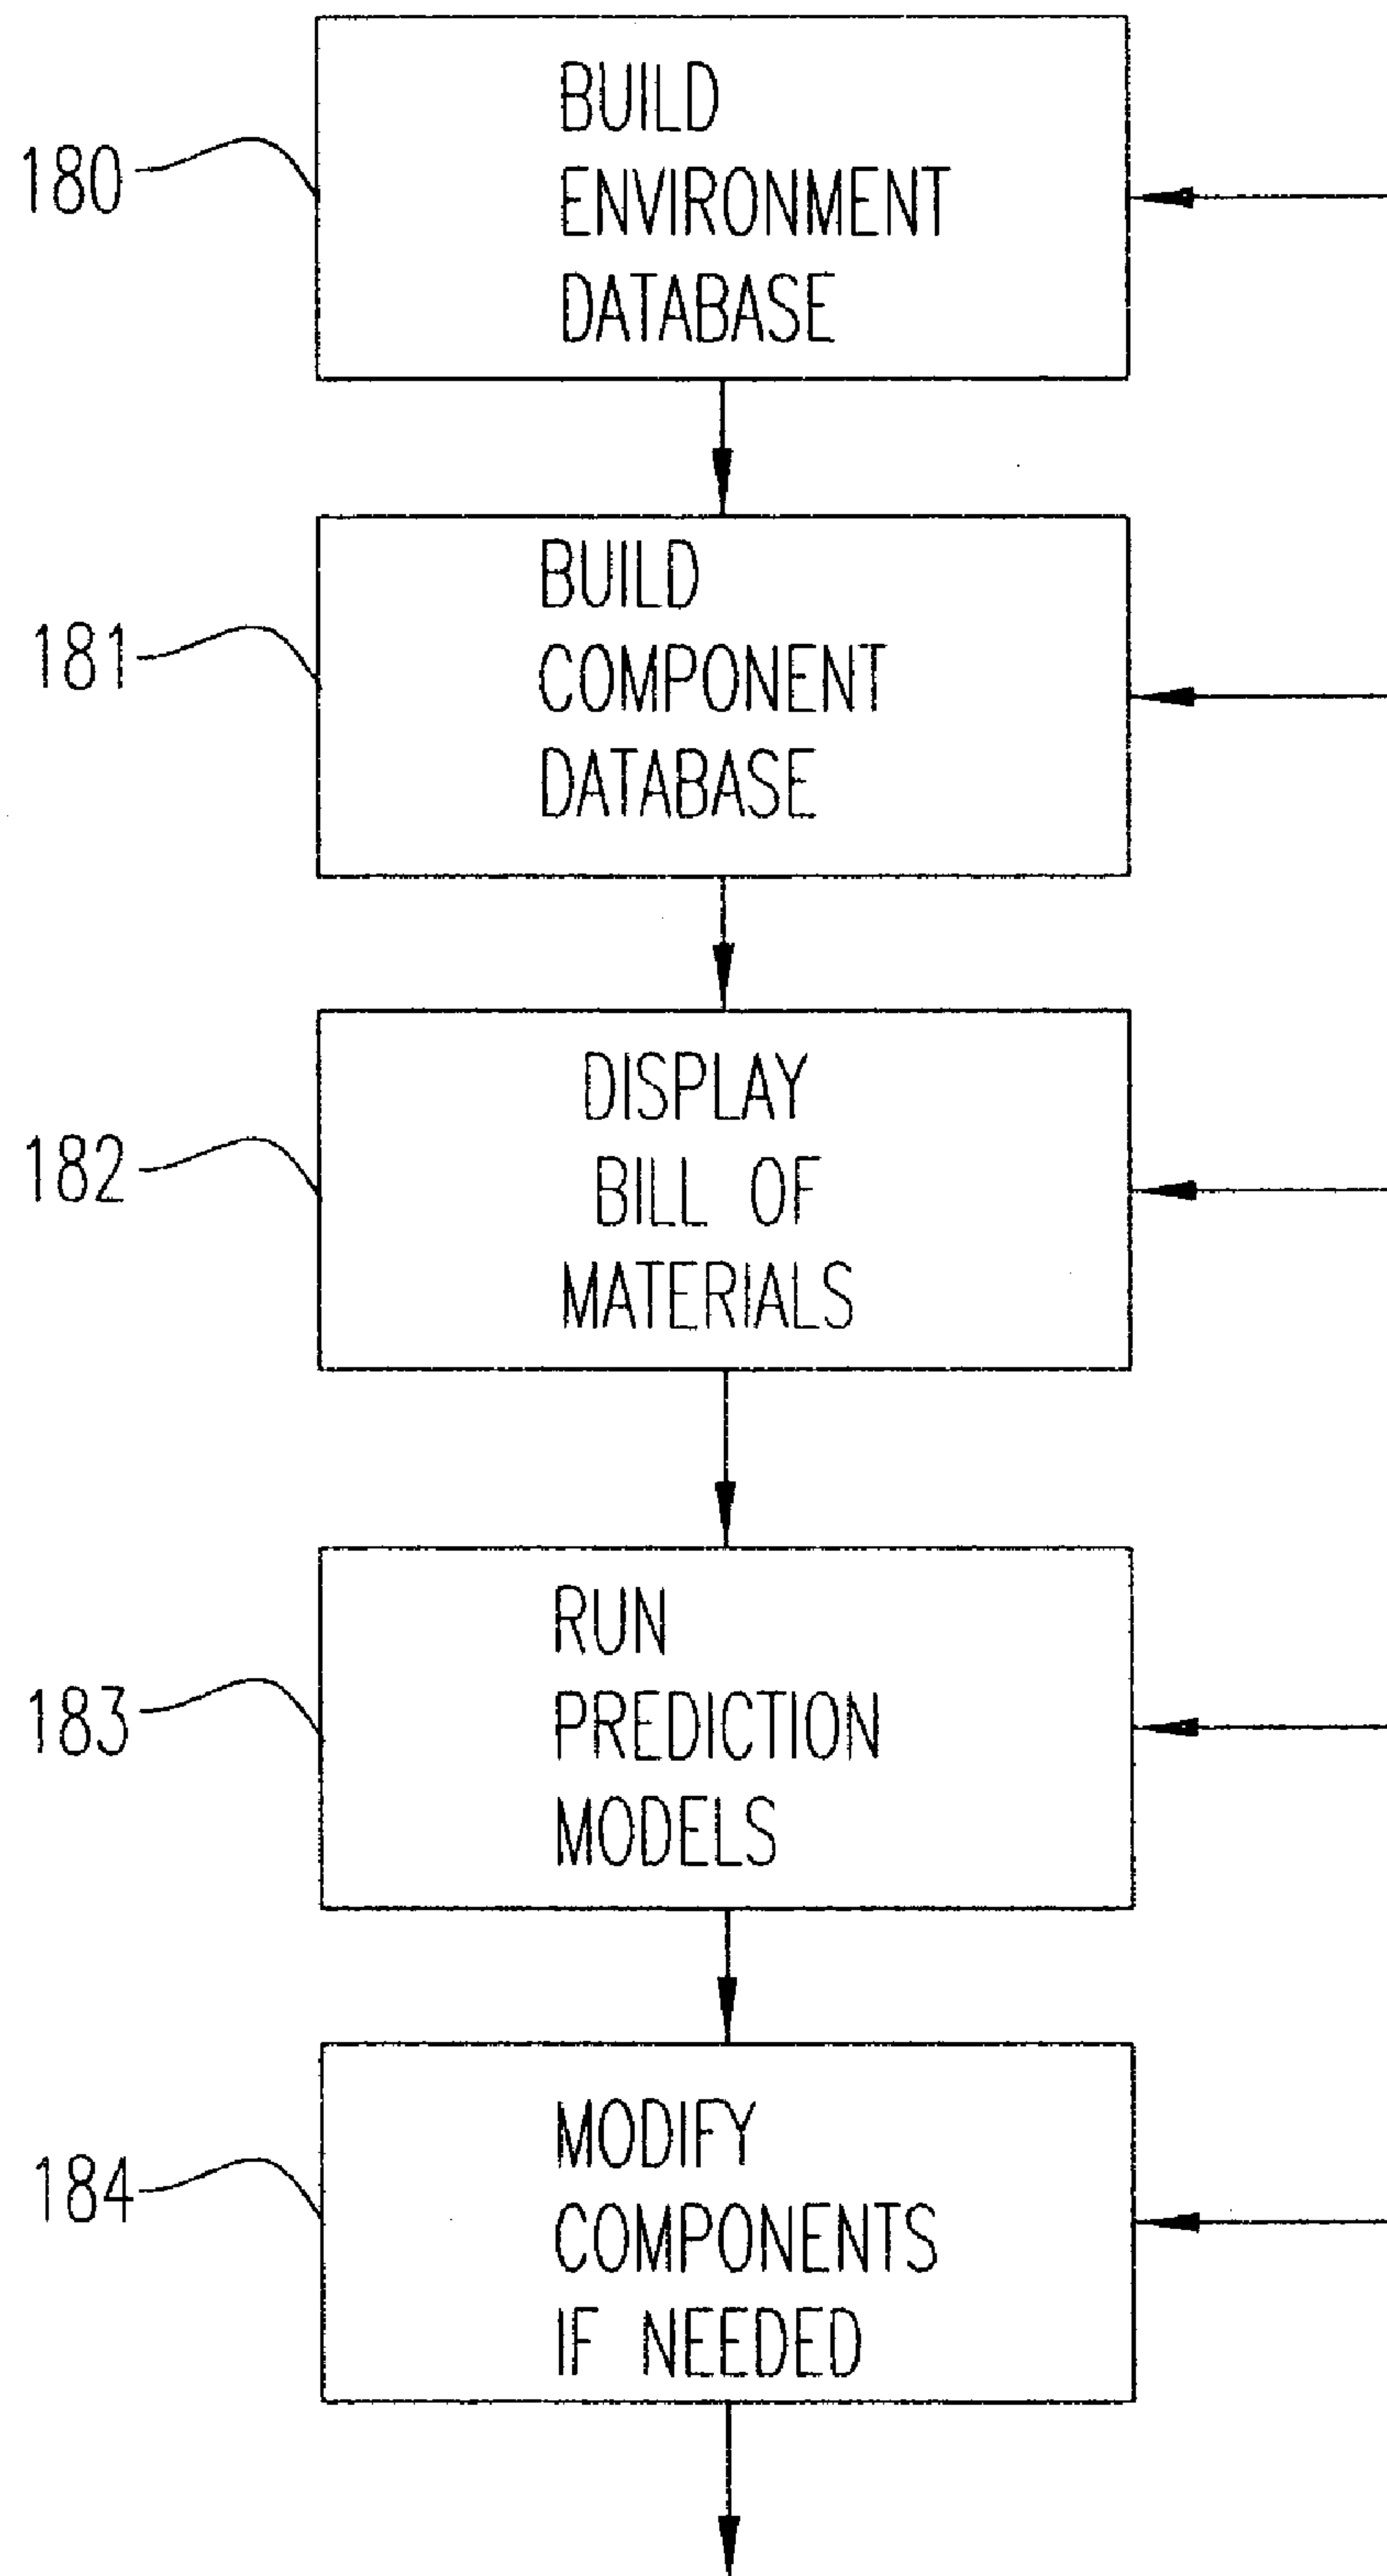 180
BUILD
ENVIRONMENT
DATABASE
181
BUILD
COMPONENT
DATABASE
182
DISPLAY
BILL OF
MATERIALS
183
RUN
PREDICTION
MODELS
184
MODIFY
COMPONENTS
IF NEEDED